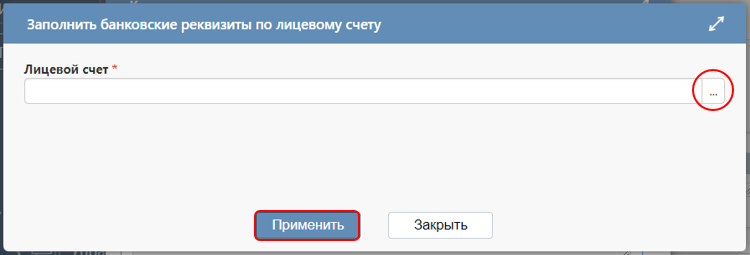 Заполнить банковские реквизиты по лицевому счету
Лицевой счет *
...
Применить Закрыть